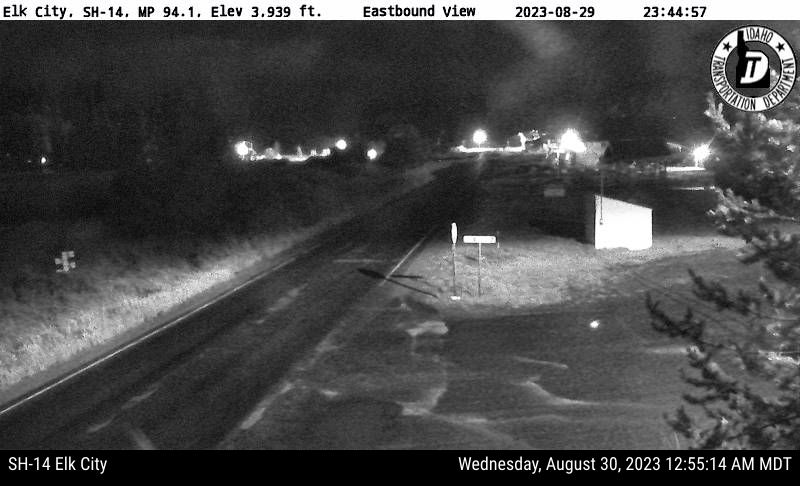 Elk City, SH-14, MP 94.1, Elev 3,939 ft. Eastbound View 2023-08-29 23:44:57
IDAHO
TRANSPORTATION DEPARTMENT
SH-14 Elk City
Wednesday, August 30, 2023 12:55:14 AM MDT